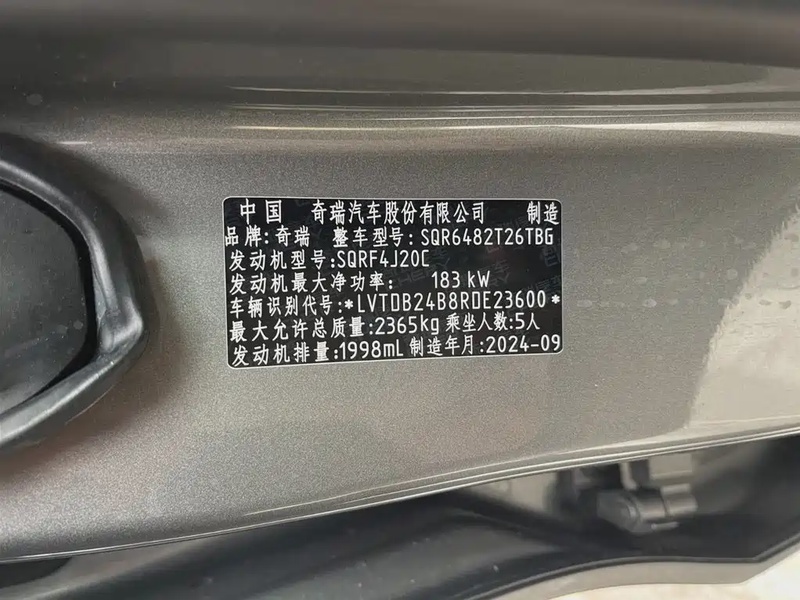 中国 奇瑞汽车股份有限公司 制造
品牌:奇瑞 整车型号:SQR6482T26TBG
发动机型号:SQRF4J20C
发动机最大净功率: 183 kW
车辆识别代号:*LVTDB24B8RDE23600*
最大允许总质量:2365kg 乘坐人数:5人
发动机排量:1998mL 制造年月:2024-09